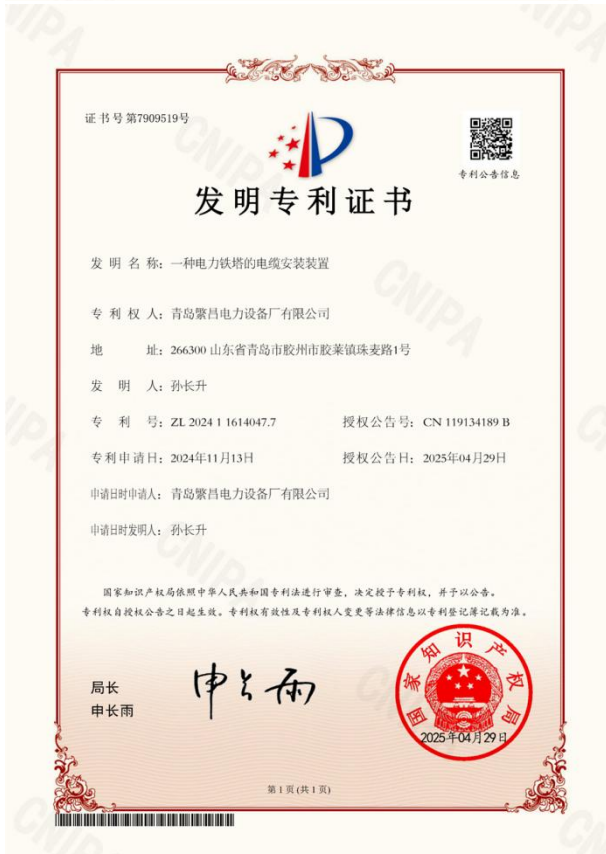 证书号第7909519号
专利公告信息
发明专利证书
发明名称：一种电力铁塔的电缆安装装置
专利权人：青岛繁昌电力设备厂有限公司
地址：266300 山东省青岛市胶州市胶莱镇珠麦路1号
发明人：孙长升
专利号：ZL 2024 1 1614047.7 授权公告号：CN 119134189 B
专利申请日：2024年11月13日 授权公告日：2025年04月29日
申请日时申请人：青岛繁昌电力设备厂有限公司
申请日时发明人：孙长升
国家知识产权局依照中华人民共和国专利法进行审查，决定授予专利权，并予以公告。
专利权自授权公告之日起生效。专利权有效性及专利权人变更等法律信息以专利登记簿记载为准。
局长
申长雨
申长雨
国家知识产权局
2025年04月29日
第1页(共1页)
CNIPA